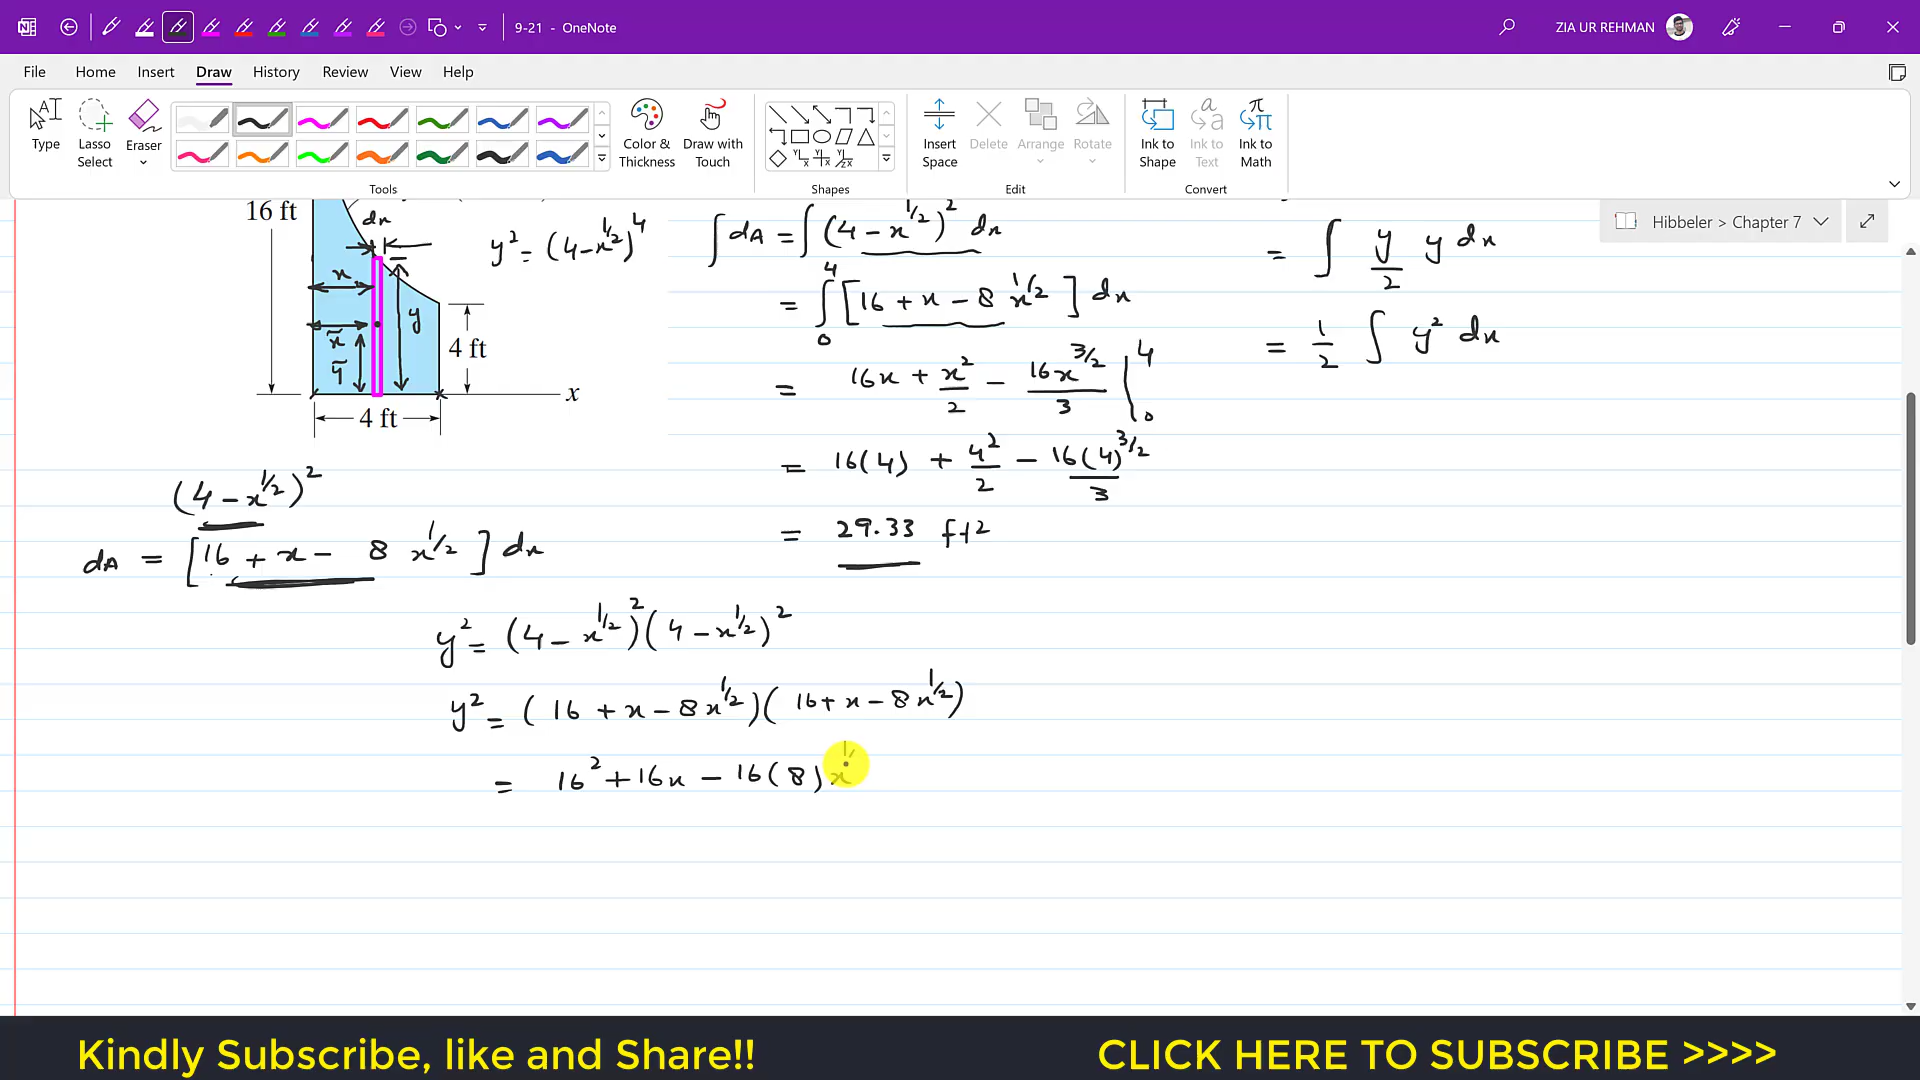 9-21 - OneNote
ZIA UR REHMAN
File Home Insert Draw History Review View Help
Type
Lasso Select
Eraser
Color & Thickness
Draw with Touch
Insert Space
Delete
Arrange
Rotate
Ink to Shape
Ink to Text
Ink to Math
Tools
Shapes
Edit
Convert
Hibbeler > Chapter 7
16 ft
dx
x
x̃
ỹ
y
4 ft
4 ft
x
y² = (4-x^1/2)^4
(4 - x^1/2)²
dA = [16 + x - 8 x^1/2] dx
∫dA = ∫(4 - x^1/2)² dx
= ∫₀⁴ [16 + x - 8 x^1/2] dx
= 16x + x²/2 - 16x^3/2/3 |₀⁴
= 16(4) + 4²/2 - 16(4)^3/2/3
= 29.33 ft²
= ∫ y/2 y dx
= 1/2 ∫ y² dx
y² = (4 - x^1/2)²(4 - x^1/2)²
y² = (16 + x - 8x^1/2)(16 + x - 8x^1/2)
= 16² + 16x - 16(8)x
Kindly Subscribe, like and Share!!
CLICK HERE TO SUBSCRIBE >>>>